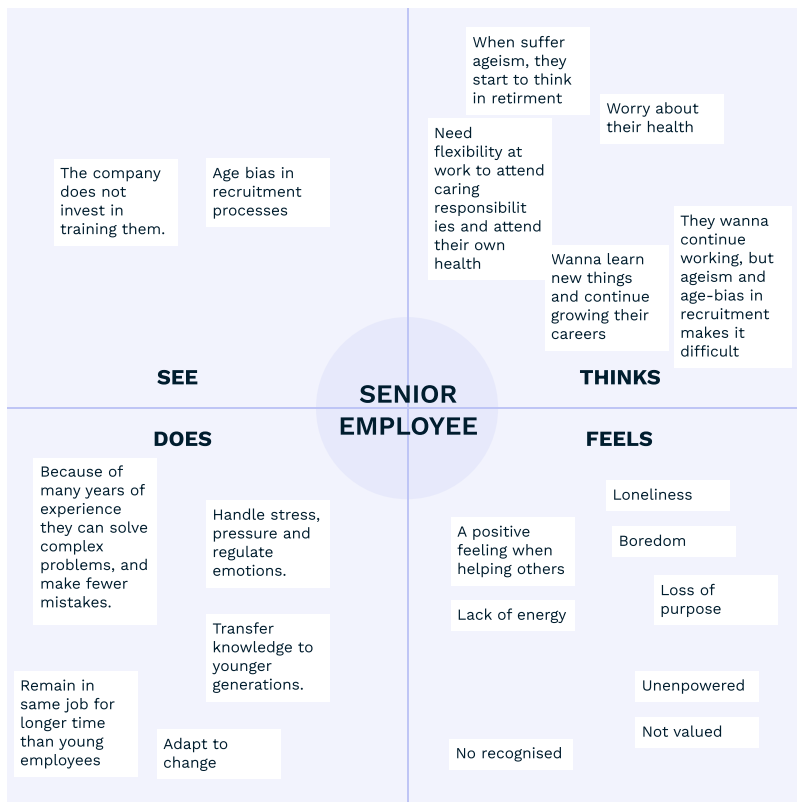 The company
does not
invest in
training them.
Age bias in
recruitment
processes
SEE
When suffer
ageism, they
start to think
in retirment
Worry about
their health
Need
flexibility at
work to attend
caring
responsibilit
ies and attend
their own
health
Wanna learn
new things
and continue
growing their
careers
They wanna
continue
working, but
ageism and
age-bias in
recruitment
makes it
difficult
THINKS
SENIOR
EMPLOYEE
DOES
Because of
many years of
experience
they can solve
complex
problems, and
make fewer
mistakes.
Handle stress,
pressure and
regulate
emotions.
Transfer
knowledge to
younger
generations.
Remain in
same job for
longer time
than young
employees
Adapt to
change
FEELS
Loneliness
A positive
feeling when
helping others
Boredom
Loss of
purpose
Lack of energy
Unenpowered
Not valued
No recognised